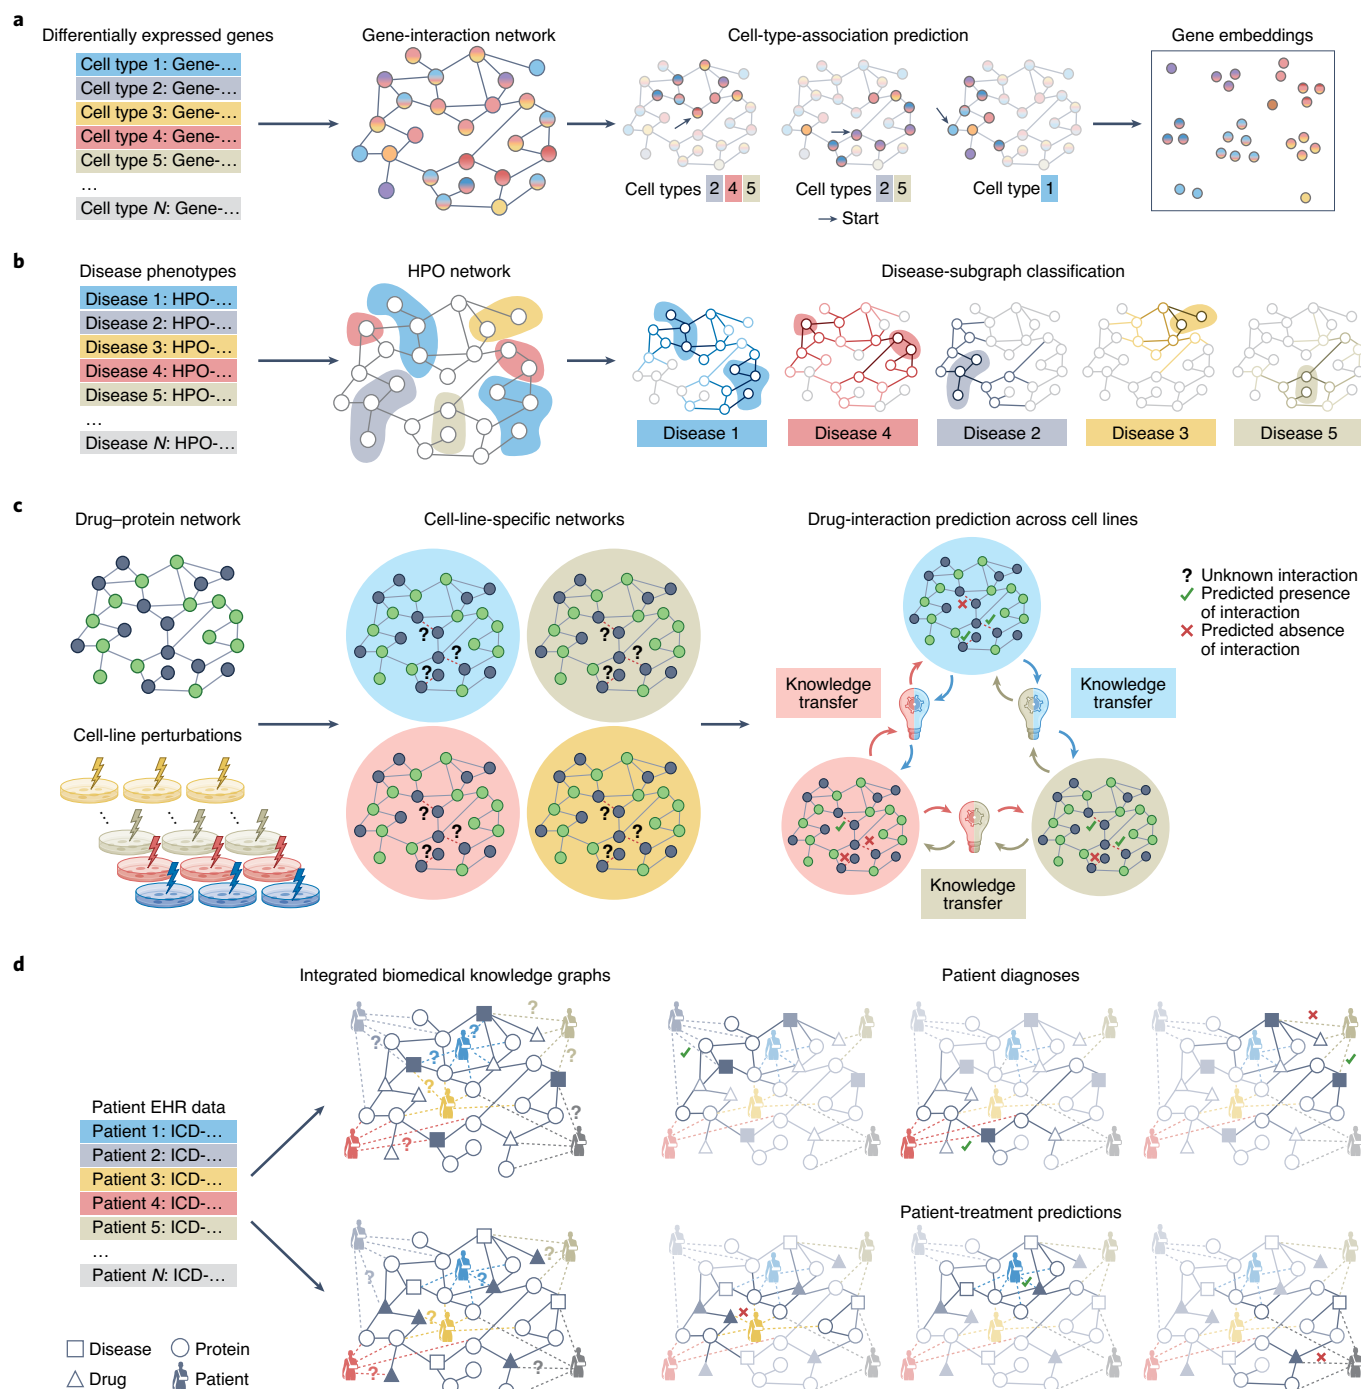 a
Differentially expressed genes
Cell type 1: Gene-...
Cell type 2: Gene-...
Cell type 3: Gene-...
Cell type 4: Gene-...
Cell type 5: Gene-...
...
Cell type N: Gene-...
Gene-interaction network
Cell-type-association prediction
Cell types 2 4 5
Cell types 2 5
Cell type 1
Start
Gene embeddings
b
Disease phenotypes
Disease 1: HPO-...
Disease 2: HPO-...
Disease 3: HPO-...
Disease 4: HPO-...
Disease 5: HPO-...
...
Disease N: HPO-...
HPO network
Disease-subgraph classification
Disease 1
Disease 4
Disease 2
Disease 3
Disease 5
c
Drug–protein network
Cell-line perturbations
Cell-line-specific networks
? ? ?
? ? ?
? ? ?
? ? ?
Drug-interaction prediction across cell lines
Knowledge
transfer
Knowledge
transfer
Knowledge
transfer
? Unknown interaction
✓ Predicted presence
of interaction
✕ Predicted absence
of interaction
d
Integrated biomedical knowledge graphs
Patient diagnoses
Patient EHR data
Patient 1: ICD-...
Patient 2: ICD-...
Patient 3: ICD-...
Patient 4: ICD-...
Patient 5: ICD-...
...
Patient N: ICD-...
? ? ? ? ? ? ? ?
Patient-treatment predictions
? ? ? ? ? ?
Disease
Protein
Drug
Patient